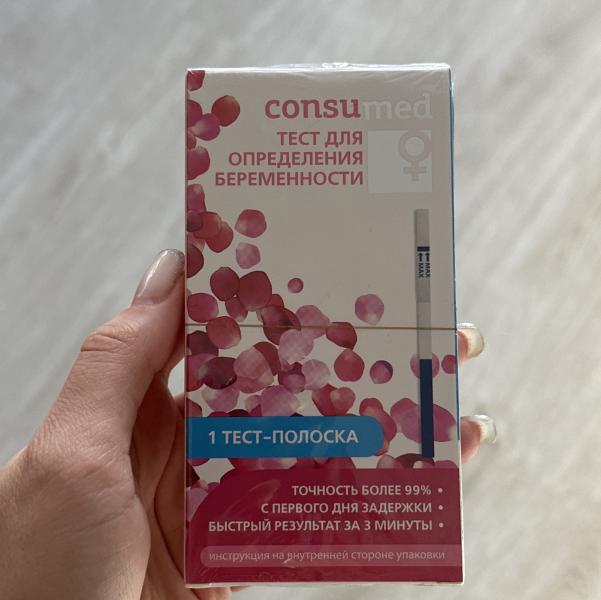 consumed
ТЕСТ ДЛЯ
ОПРЕДЕЛЕНИЯ
БЕРЕМЕННОСТИ
MAX MAX
1 ТЕСТ-ПОЛОСКА
ТОЧНОСТЬ БОЛЕЕ 99% •
С ПЕРВОГО ДНЯ ЗАДЕРЖКИ •
БЫСТРЫЙ РЕЗУЛЬТАТ ЗА 3 МИНУТЫ •
инструкция на внутренней стороне упаковки